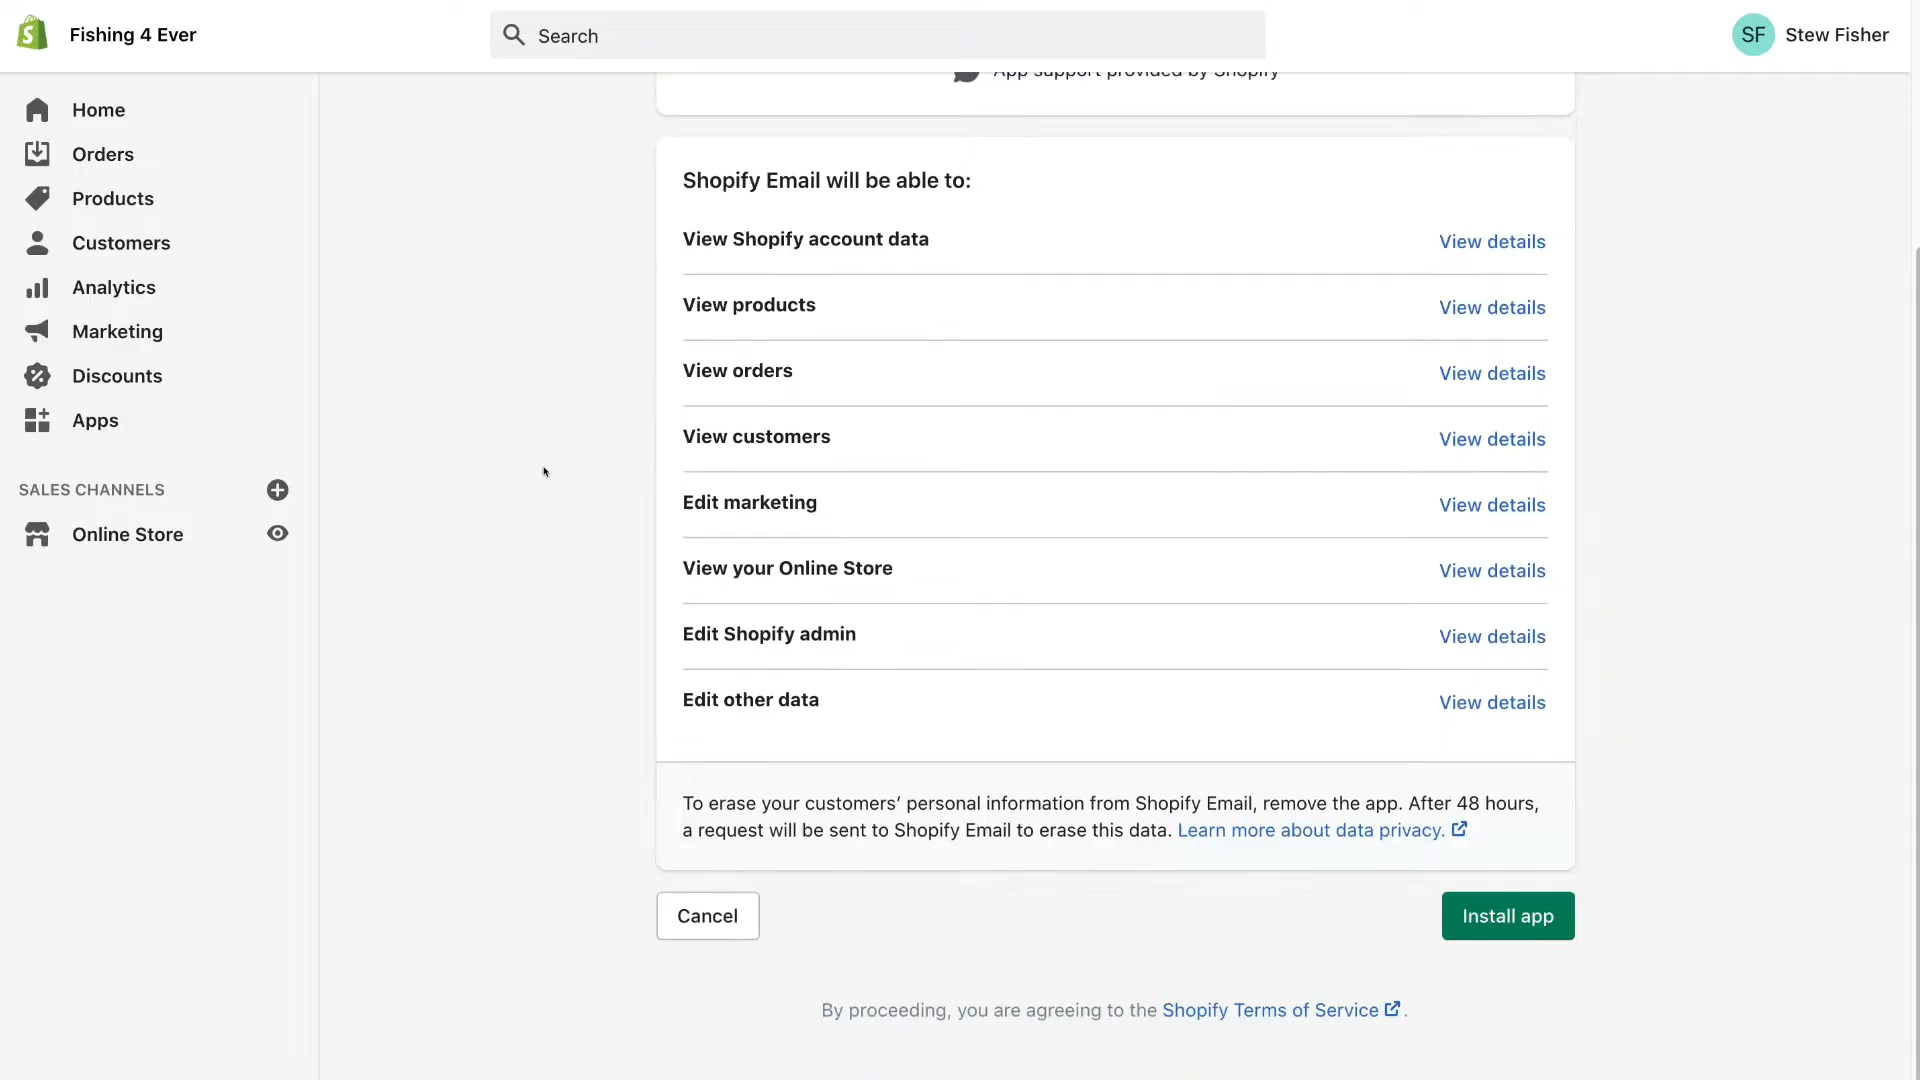 Fishing 4 Ever
Search
SF
Stew Fisher
App support provided by Shopify
Home
Orders
Products
Customers
Analytics
Marketing
Discounts
Apps
SALES CHANNELS
Online Store
Shopify Email will be able to:
View Shopify account data
View details
View products
View details
View orders
View details
View customers
View details
Edit marketing
View details
View your Online Store
View details
Edit Shopify admin
View details
Edit other data
View details
To erase your customers’ personal information from Shopify Email, remove the app. After 48 hours,
a request will be sent to Shopify Email to erase this data. Learn more about data privacy.
Cancel
Install app
By proceeding, you are agreeing to the Shopify Terms of Service .